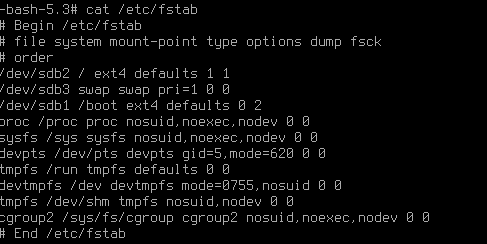 -bash-5.3# cat /etc/fstab
# Begin /etc/fstab
# file system mount-point type options dump fsck
# order
/dev/sdb2 / ext4 defaults 1 1
/dev/sdb3 swap swap pri=1 0 0
/dev/sdb1 /boot ext4 defaults 0 2
proc /proc proc nosuid,noexec,nodev 0 0
sysfs /sys sysfs nosuid,noexec,nodev 0 0
devpts /dev/pts devpts gid=5,mode=620 0 0
tmpfs /run tmpfs defaults 0 0
devtmpfs /dev devtmpfs mode=0755,nosuid 0 0
tmpfs /dev/shm tmpfs nosuid,nodev 0 0
cgroup2 /sys/fs/cgroup cgroup2 nosuid,noexec,nodev 0 0
# End /etc/fstab